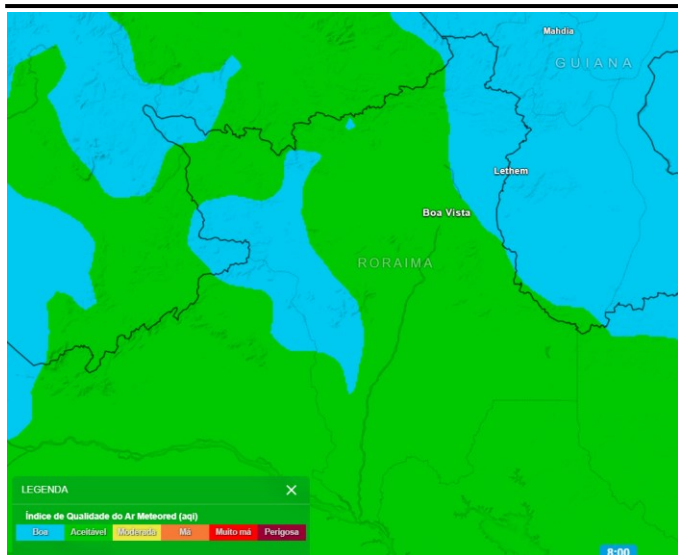 Mahdia
GUIANA
Lethem
Boa Vista
RORAIMA
LEGENDA
Índice de Qualidade do Ar Meteored (aqi)
Boa Aceitável Moderada Má Muito má Perigosa
8:00